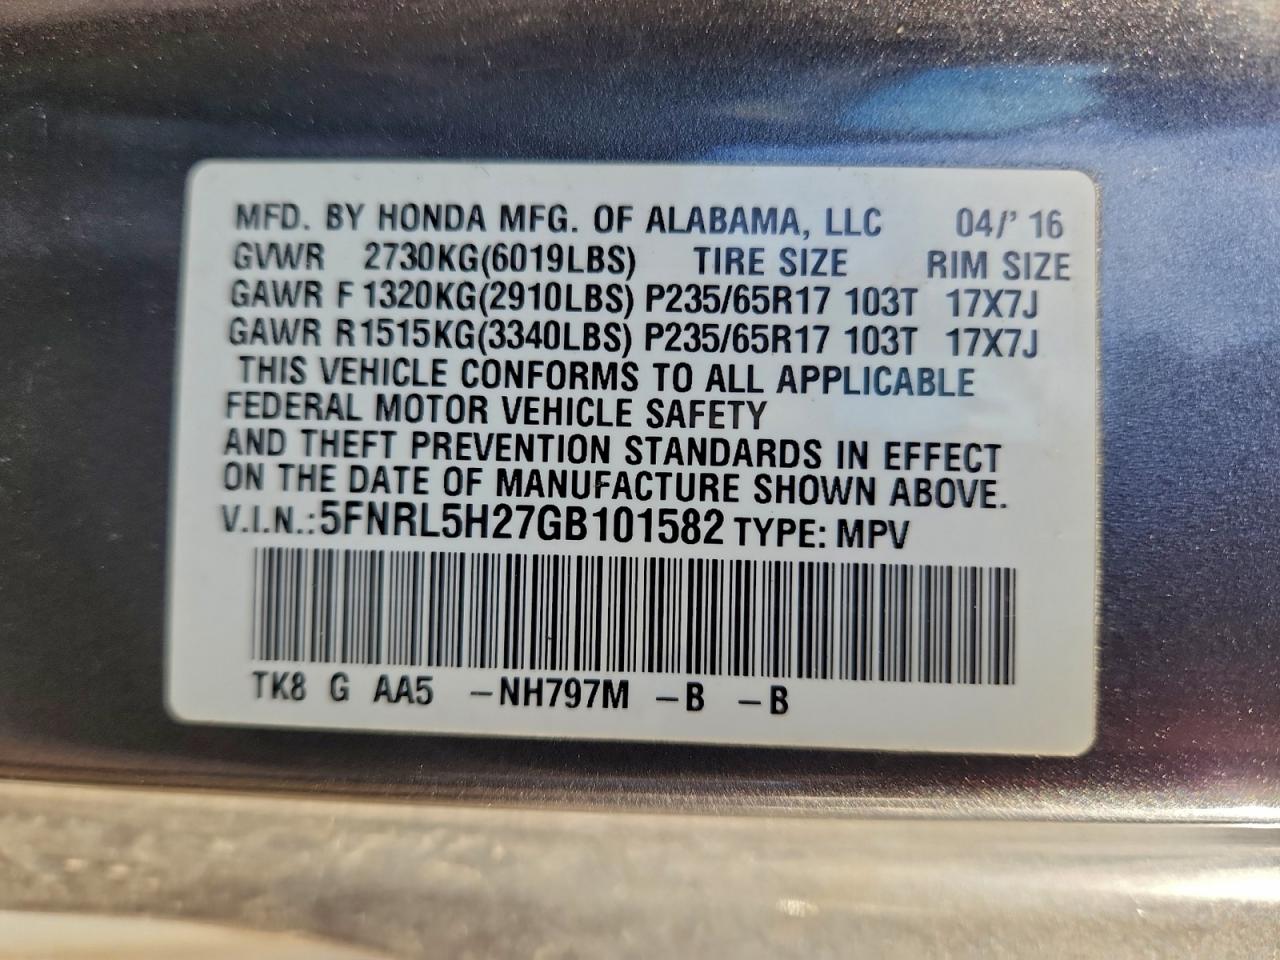 MFD. BY HONDA MFG. OF ALABAMA, LLC 04/' 16
GVWR 2730KG(6019LBS) TIRE SIZE RIM SIZE
GAWR F 1320KG(2910LBS) P235/65R17 103T 17X7J
GAWR R1515KG(3340LBS) P235/65R17 103T 17X7J
THIS VEHICLE CONFORMS TO ALL APPLICABLE
FEDERAL MOTOR VEHICLE SAFETY
AND THEFT PREVENTION STANDARDS IN EFFECT
ON THE DATE OF MANUFACTURE SHOWN ABOVE.
V.I.N.:5FNRL5H27GB101582 TYPE: MPV
TK8 G AA5 -NH797M -B -B